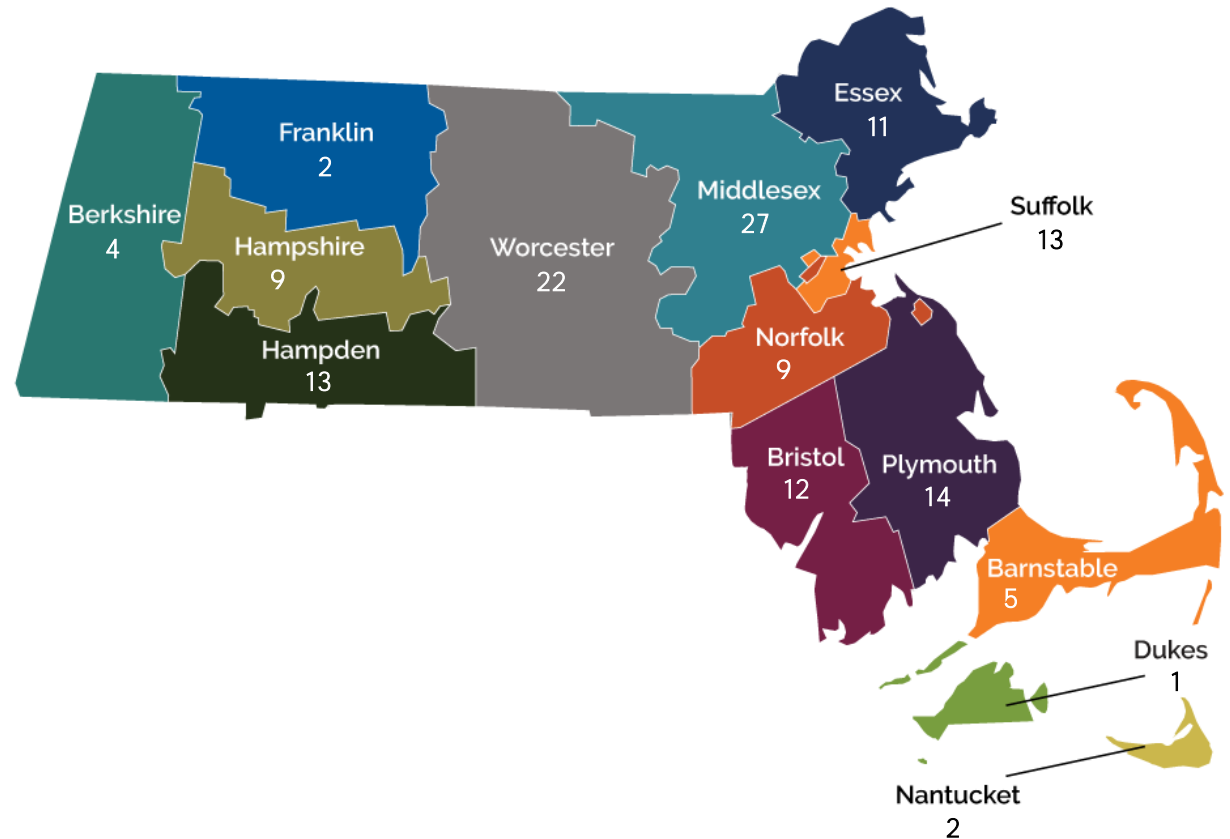 Essex
11
Franklin
2
Middlesex
27
Suffolk
13
Berkshire
4
Hampshire
9
Worcester
22
Norfolk
9
Hampden
13
Bristol
12
Plymouth
14
Barnstable
5
Dukes
1
Nantucket
2